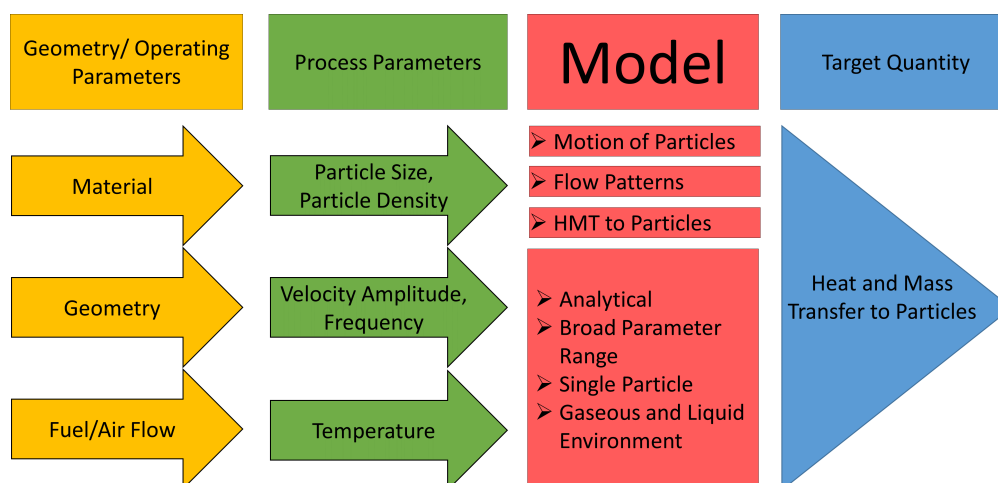 Geometry/ Operating
Parameters
Process Parameters
Model
Target Quantity
Material
Geometry
Fuel/Air Flow
Particle Size,
Particle Density
Velocity Amplitude,
Frequency
Temperature
➢ Motion of Particles
➢ Flow Patterns
➢ HMT to Particles
➢ Analytical
➢ Broad Parameter
Range
➢ Single Particle
➢ Gaseous and Liquid
Environment
Heat and Mass
Transfer to Particles